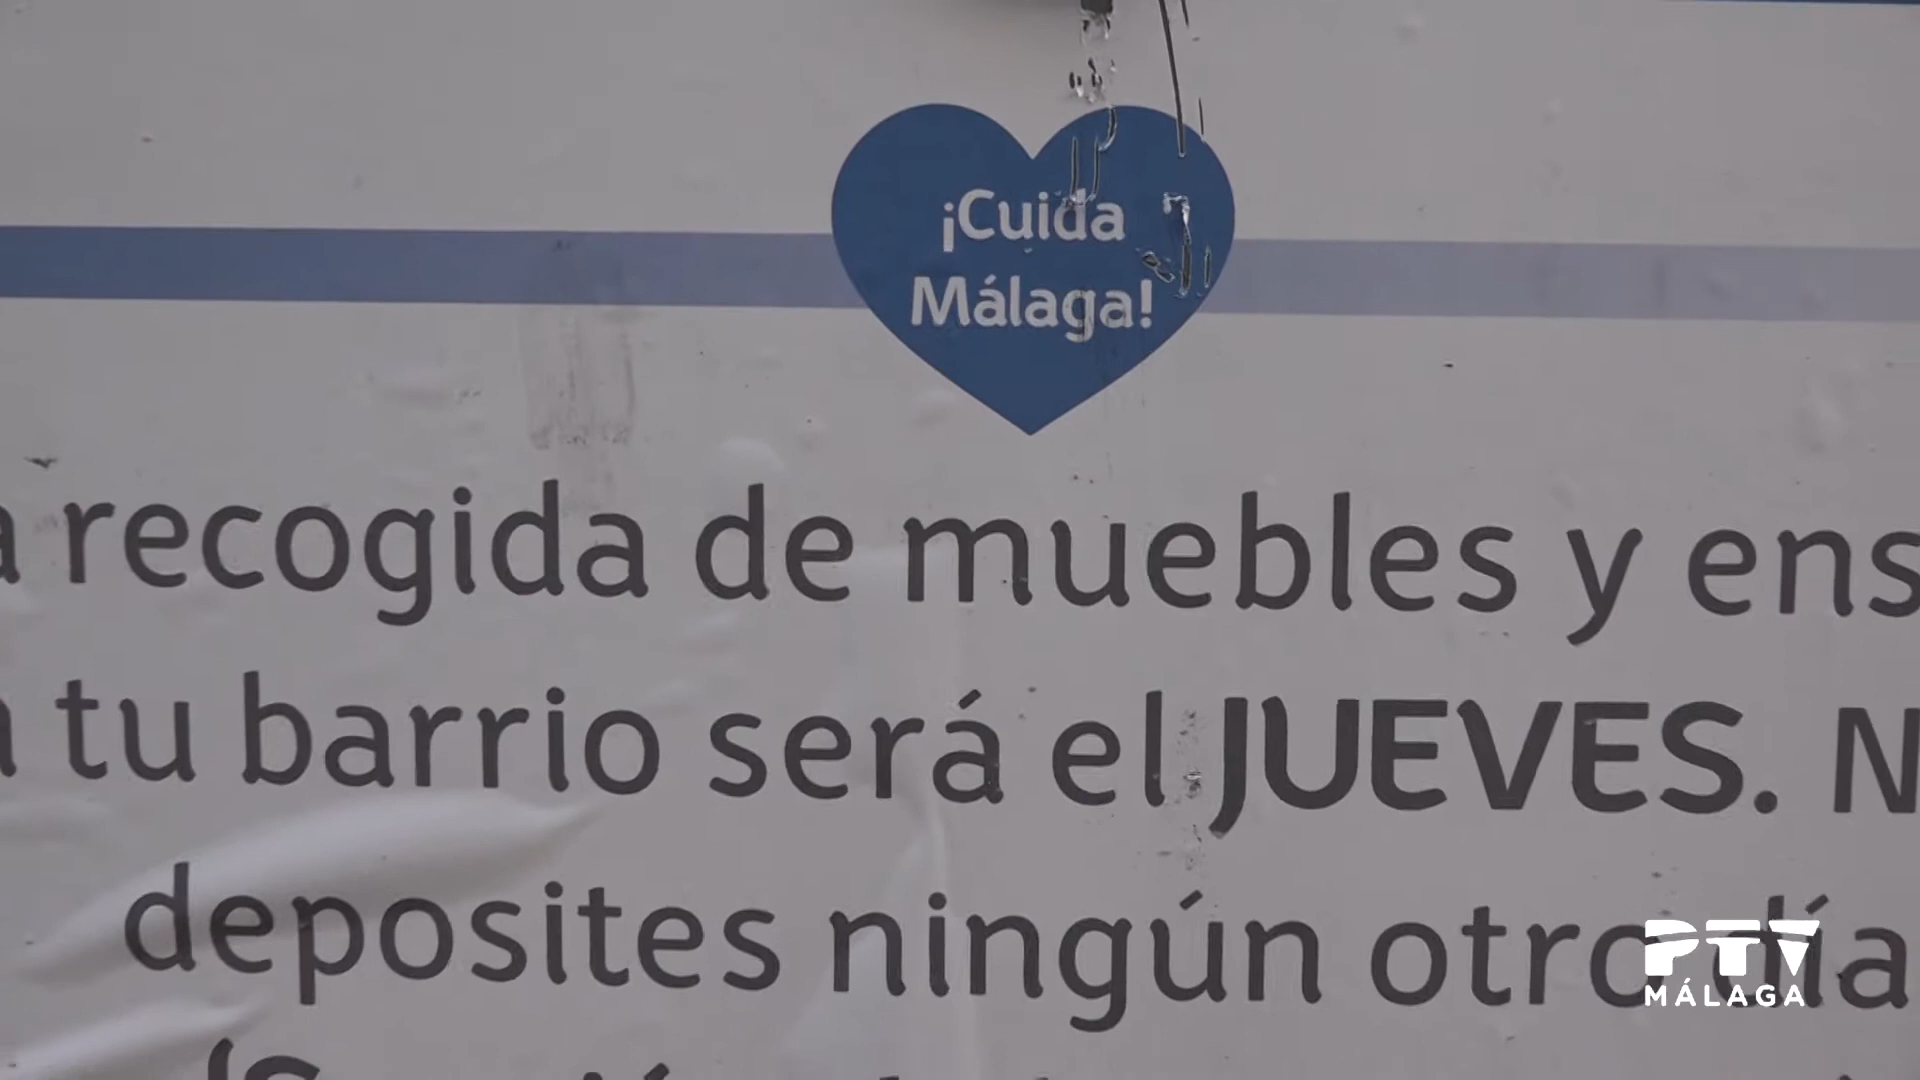 ¡Cuida
Málaga!
a recogida de muebles y ens
tu barrio será el JUEVES. N
deposites ningún otro día
PTV
MÁLAGA